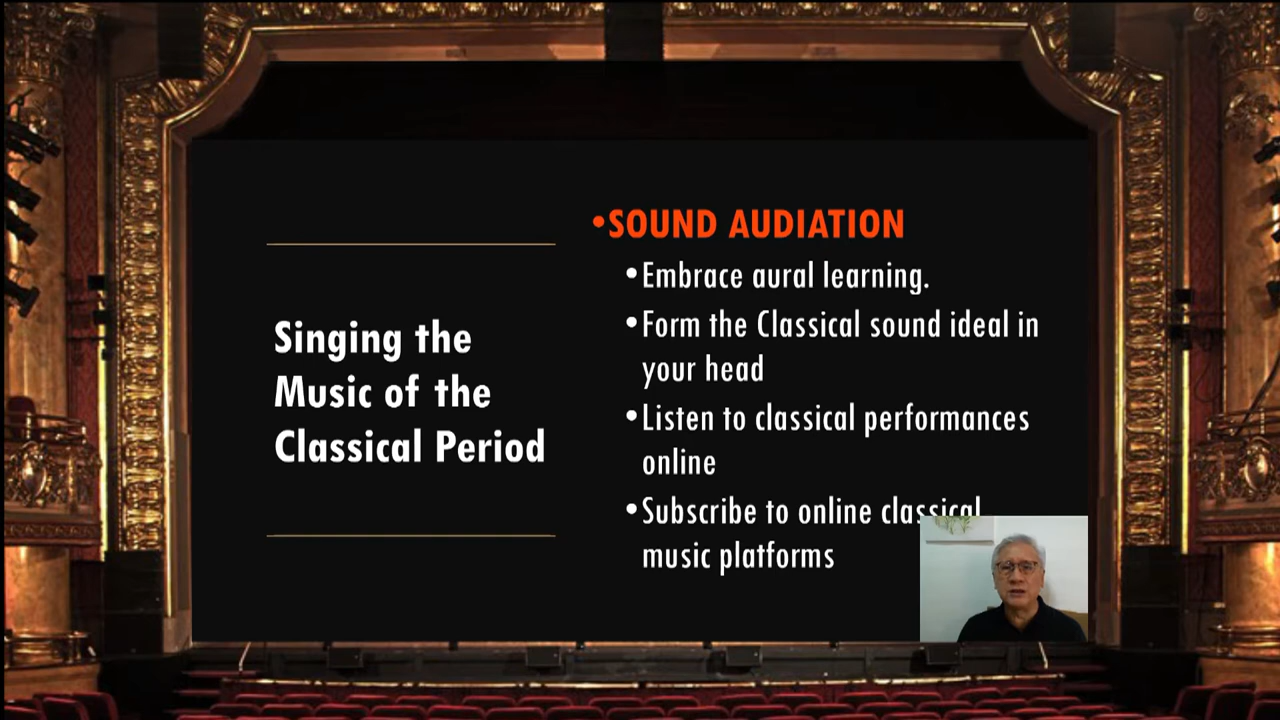 Singing the
Music of the
Classical Period
•SOUND AUDIATION
•Embrace aural learning.
•Form the Classical sound ideal in
your head
•Listen to classical performances
online
•Subscribe to online classical
music platforms